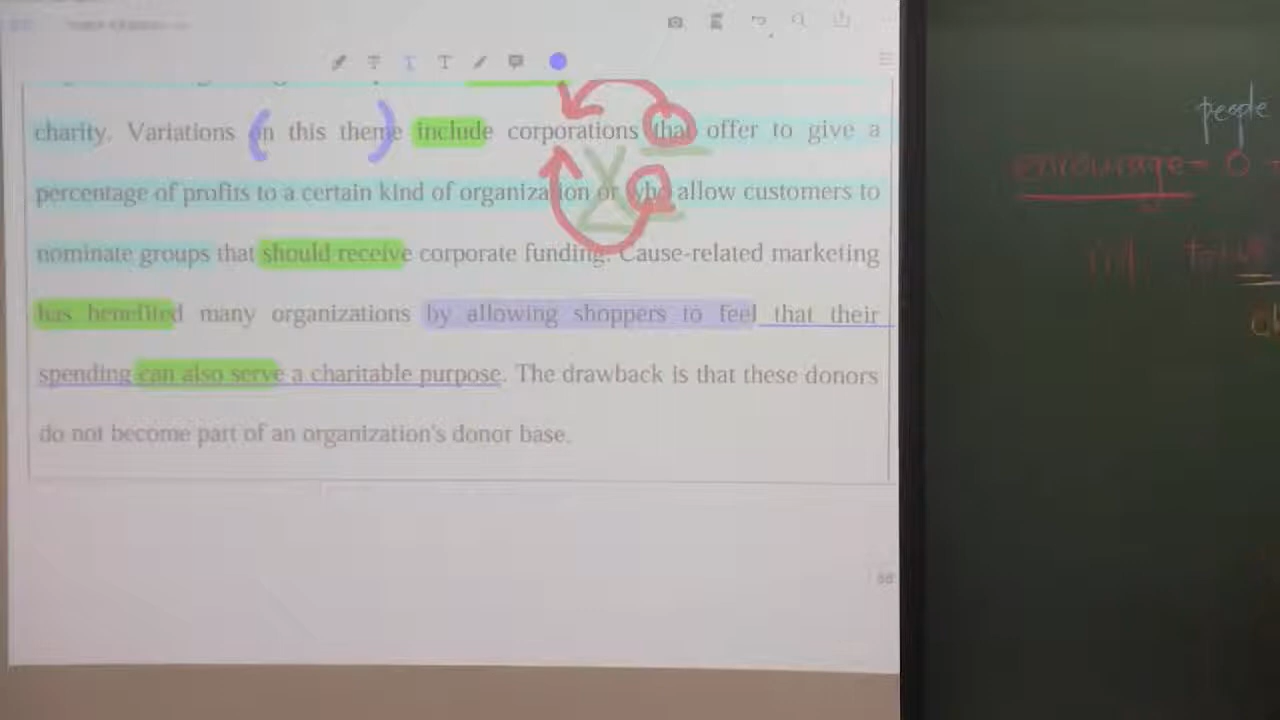 charity. Variations on this theme include corporations that offer to give a
percentage of profits to a certain kind of organization or who allow customers to
nominate groups that should receive corporate funding. Cause-related marketing
has benefited many organizations by allowing shoppers to feel that their
spending can also serve a charitable purpose. The drawback is that these donors
do not become part of an organization's donor base.
people
encourage - O -